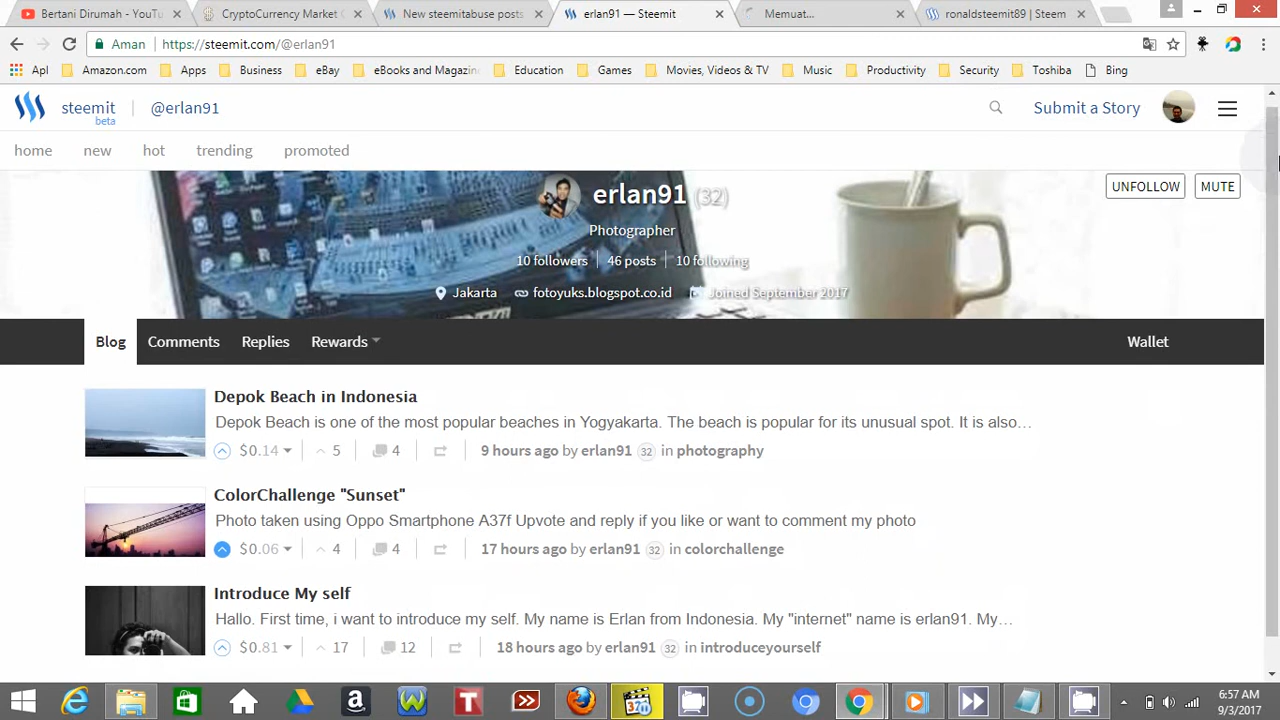 Bertani Dirumah - YouTu
CryptoCurrency Market C
New steemitabuse posts
erlan91 — Steemit
Memuat...
ronaldsteemit89 | Steem
Aman
https://steemit.com/@erlan91
Apl
Amazon.com
Apps
Business
eBay
eBooks and Magazin
Education
Games
Movies, Videos & TV
Music
Productivity
Security
Toshiba
Bing
steemit
beta
@erlan91
Submit a Story
home
new
hot
trending
promoted
erlan91 (32)
UNFOLLOW
MUTE
Photographer
10 followers
46 posts
10 following
Jakarta
fotoyuks.blogspot.co.id
Joined September 2017
Blog
Comments
Replies
Rewards
Wallet
Depok Beach in Indonesia
Depok Beach is one of the most popular beaches in Yogyakarta. The beach is popular for its unusual spot. It is also…
$0.14
5
4
9 hours ago by erlan91 32 in photography
ColorChallenge "Sunset"
Photo taken using Oppo Smartphone A37f Upvote and reply if you like or want to comment my photo
$0.06
4
4
17 hours ago by erlan91 32 in colorchallenge
Introduce My self
Hallo. First time, i want to introduce my self. My name is Erlan from Indonesia. My "internet" name is erlan91. My…
$0.81
17
12
18 hours ago by erlan91 32 in introduceyourself
6:57 AM
9/3/2017